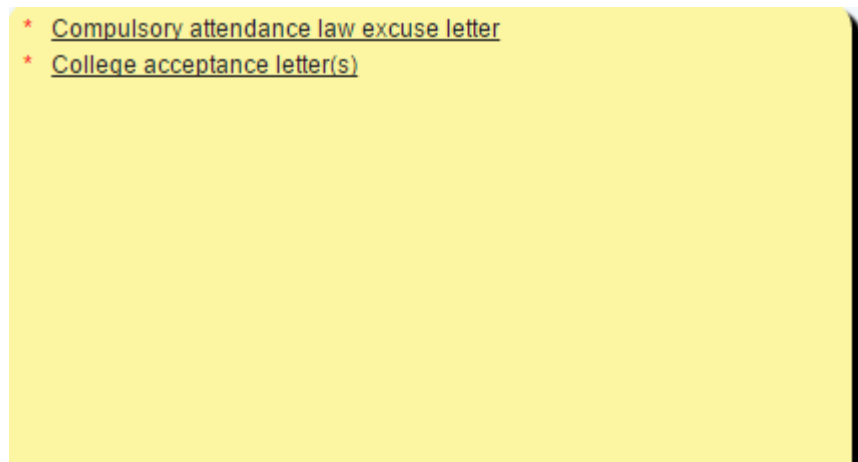 * Compulsory attendance law excuse letter
* College acceptance letter(s)